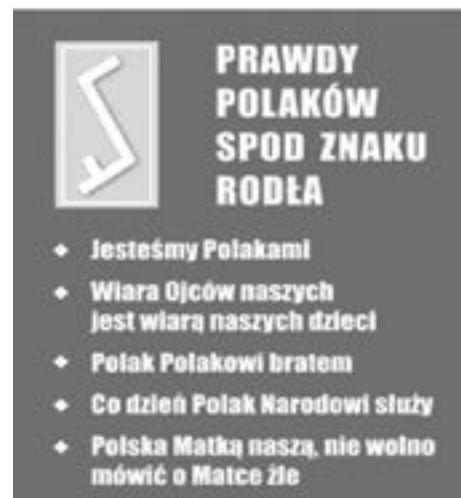 PRAWDY
POLAKÓW
SPOD ZNAKU
RODŁA
Jesteśmy Polakami
Wiara Ojców naszych
jest wiarą naszych dzieci
Polak Polakowi bratem
Co dzień Polak Narodowi służy
Polska Matką naszą, nie wolno
mówić o Matce źle